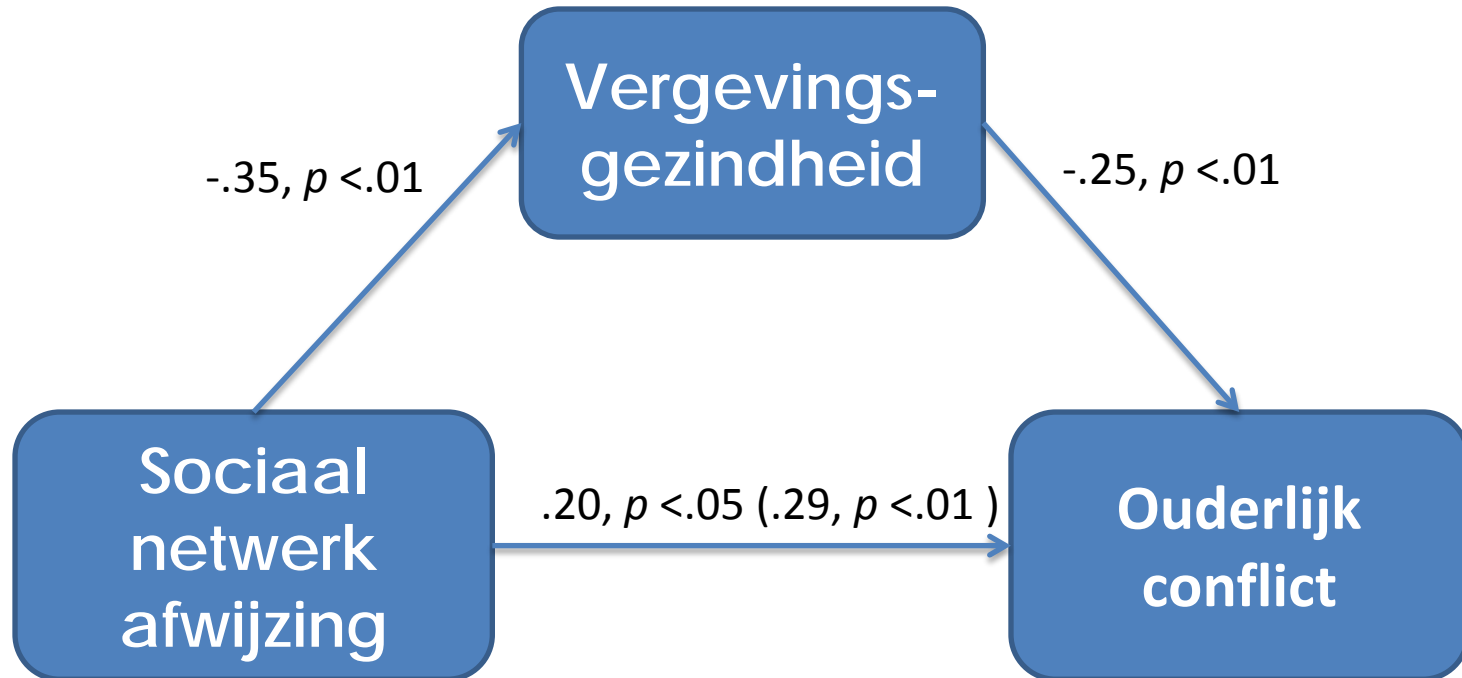 Vergevings-
gezindheid
-.35, p <.01
-.25, p <.01
Sociaal
netwerk
afwijzing
.20, p <.05 (.29, p <.01 )
Ouderlijk
conflict